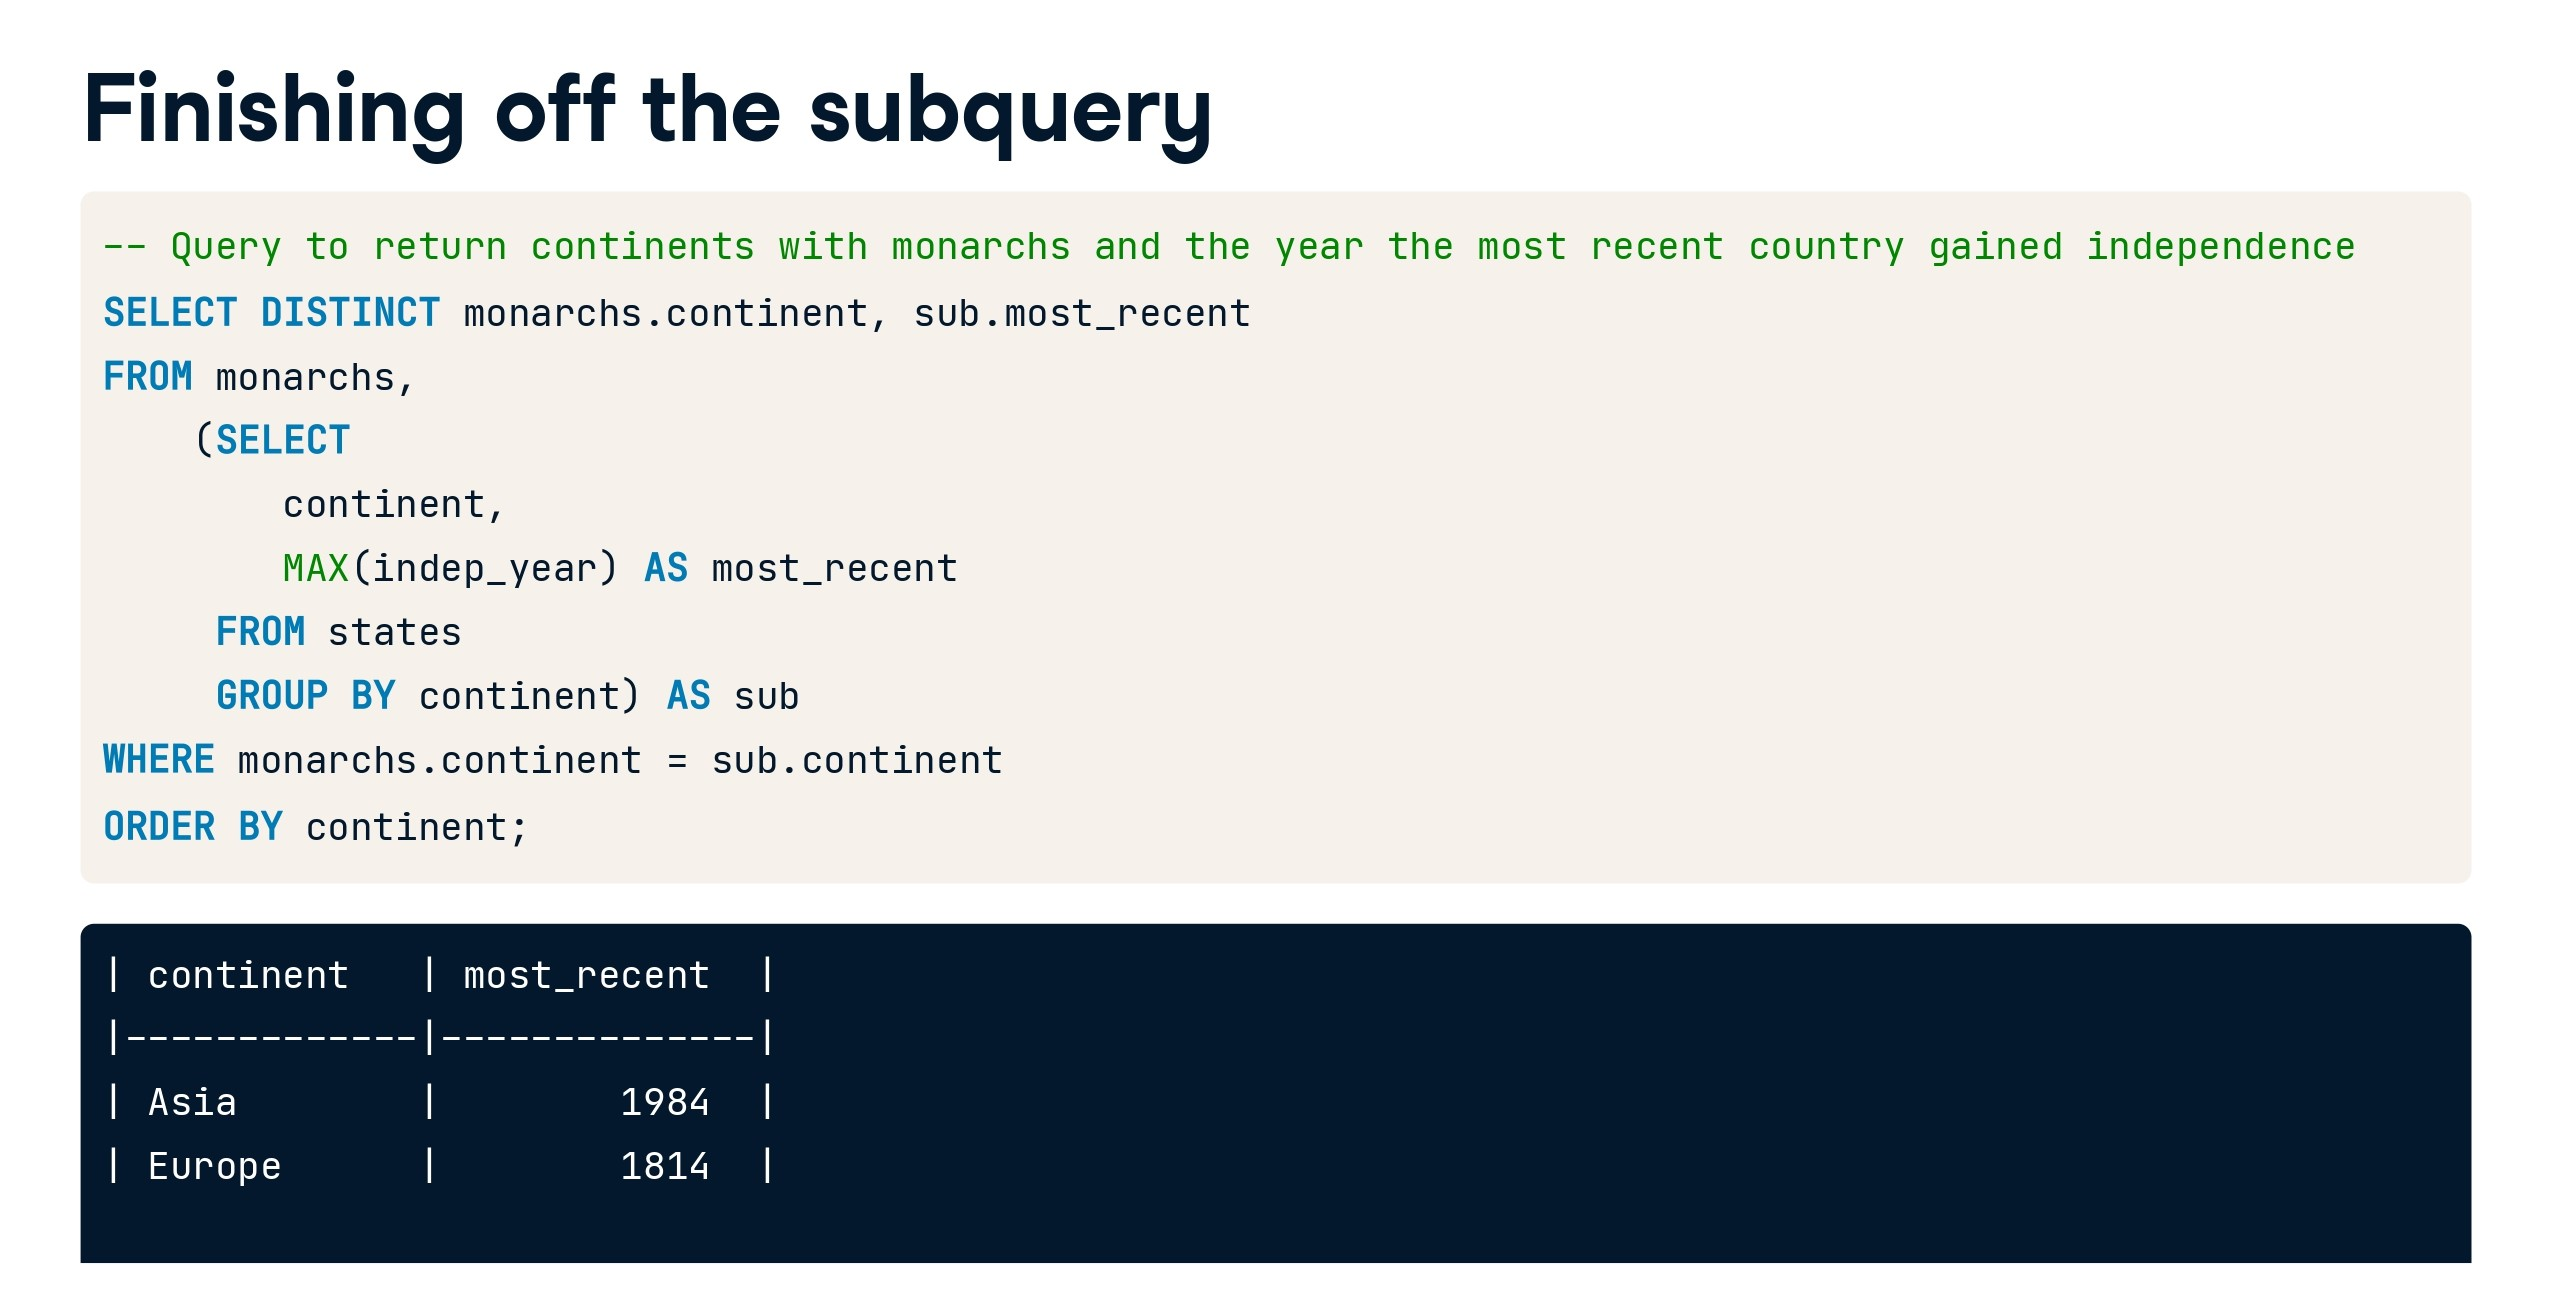 Finishing off the subquery
-- Query to return continents with monarchs and the year the most recent country gained independence
SELECT DISTINCT monarchs.continent, sub.most_recent
FROM monarchs,
    (SELECT
        continent,
        MAX(indep_year) AS most_recent
     FROM states
     GROUP BY continent) AS sub
WHERE monarchs.continent = sub.continent
ORDER BY continent;
| continent   | most_recent  |
|-------------|--------------|
| Asia        |        1984  |
| Europe      |        1814  |